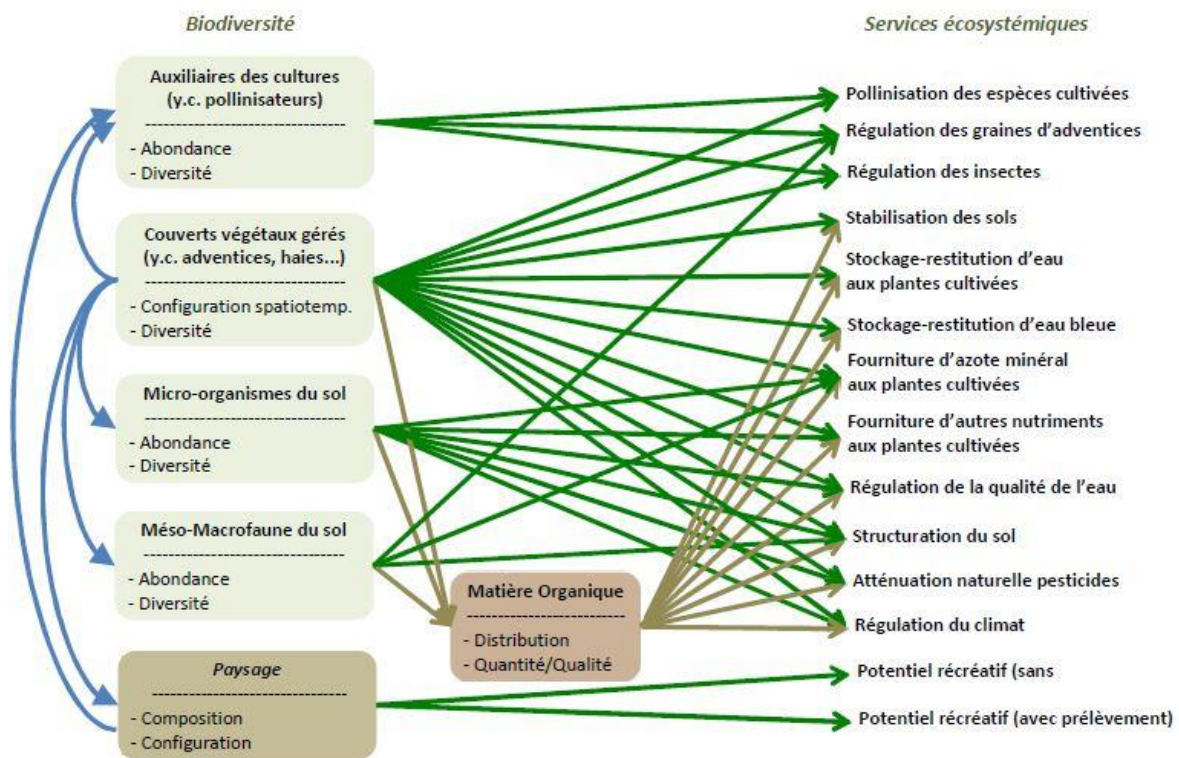 Biodiversité
Services écosystémiques
Auxiliaires des cultures
(y.c. pollinisateurs)
- Abondance
- Diversité
Couverts végétaux gérés
(y.c. adventices, haies...)
- Configuration spatiotemp.
- Diversité
Micro-organismes du sol
- Abondance
- Diversité
Méso-Macrofaune du sol
- Abondance
- Diversité
Paysage
- Composition
- Configuration
Matière Organique
- Distribution
- Quantité/Qualité
Pollinisation des espèces cultivées
Régulation des graines d'adventices
Régulation des insectes
Stabilisation des sols
Stockage-restitution d'eau
aux plantes cultivées
Stockage-restitution d'eau bleue
Fourniture d'azote minéral
aux plantes cultivées
Fourniture d'autres nutriments
aux plantes cultivées
Régulation de la qualité de l'eau
Structuration du sol
Atténuation naturelle pesticides
Régulation du climat
Potentiel récréatif (sans
Potentiel récréatif (avec prélèvement)